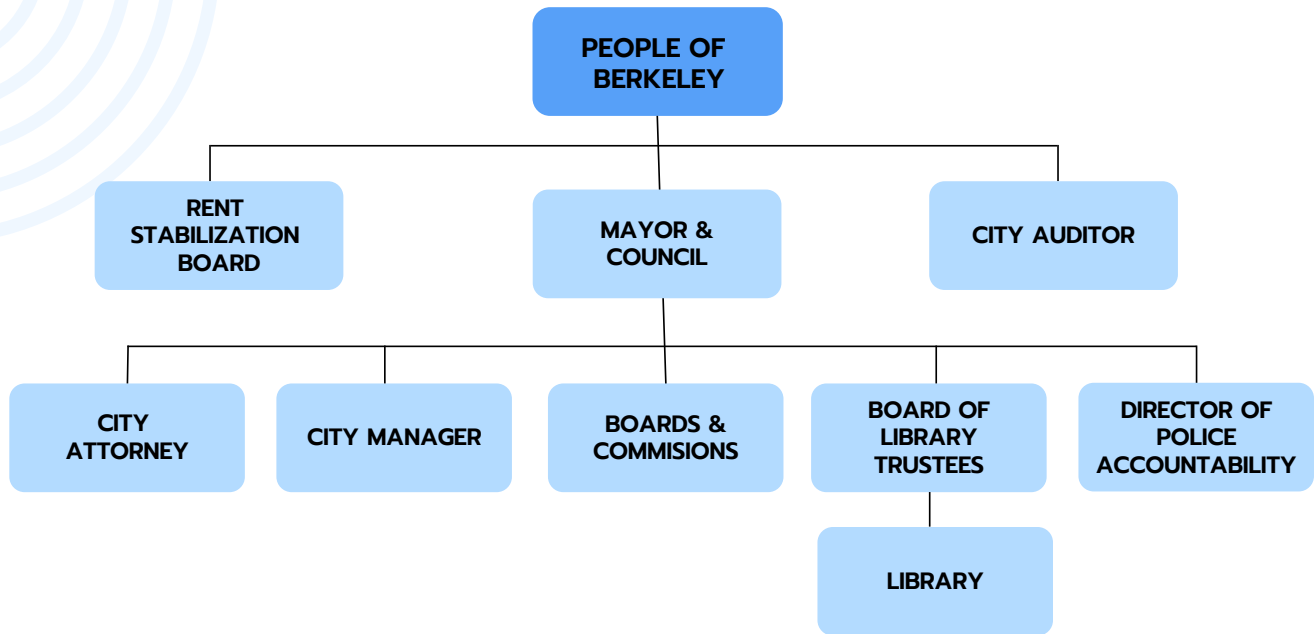 PEOPLE OF
BERKELEY
RENT
STABILIZATION
BOARD
MAYOR &
COUNCIL
CITY AUDITOR
CITY
ATTORNEY
CITY MANAGER
BOARDS &
COMMISIONS
BOARD OF
LIBRARY
TRUSTEES
DIRECTOR OF
POLICE
ACCOUNTABILITY
LIBRARY